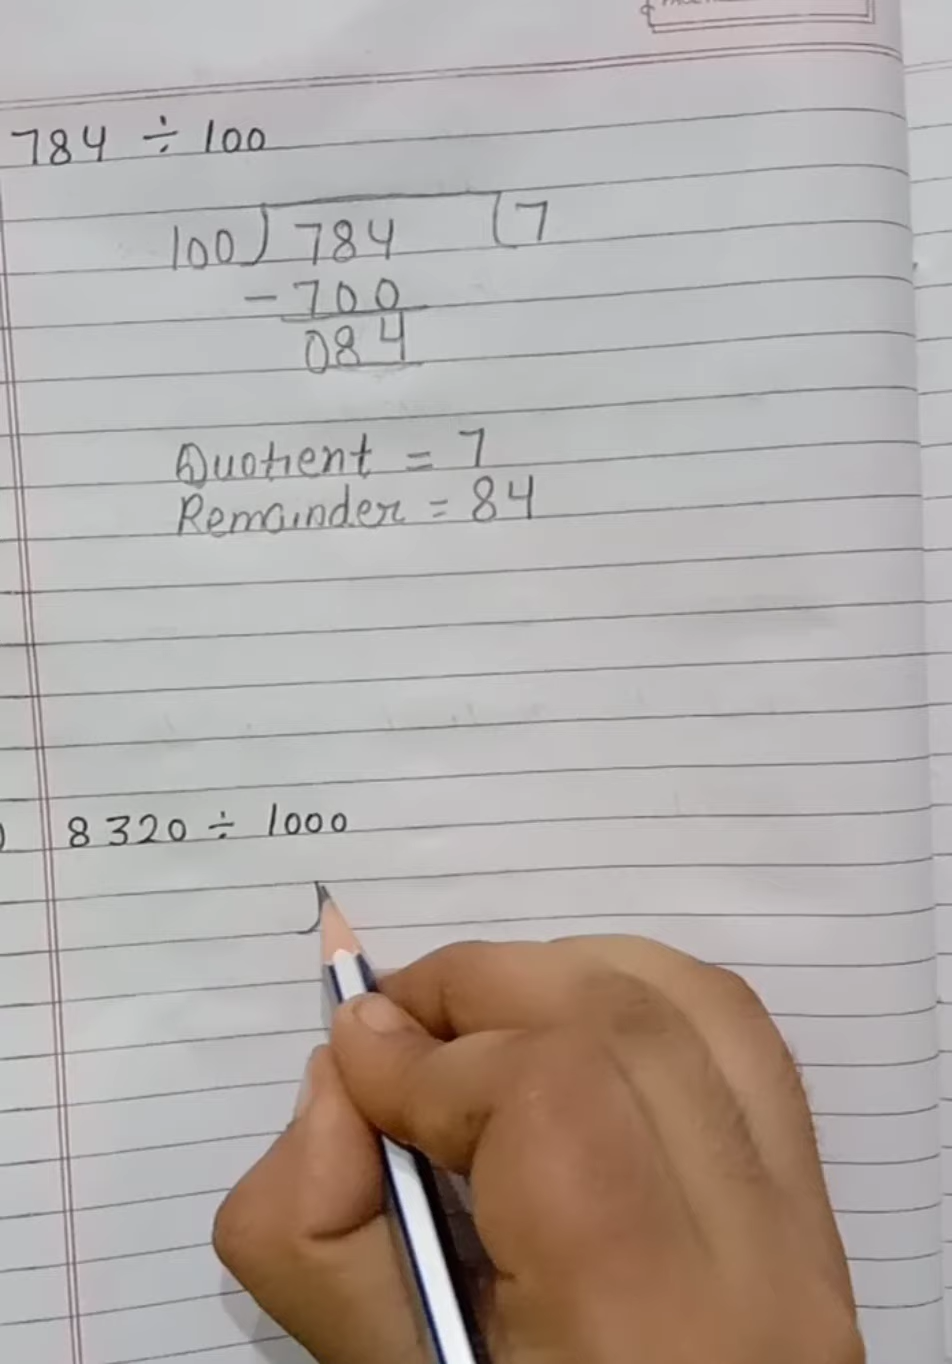 784 ÷ 100
100) 784 (7
- 700
084
Quotient = 7
Remainder = 84
) 8320 ÷ 1000
)